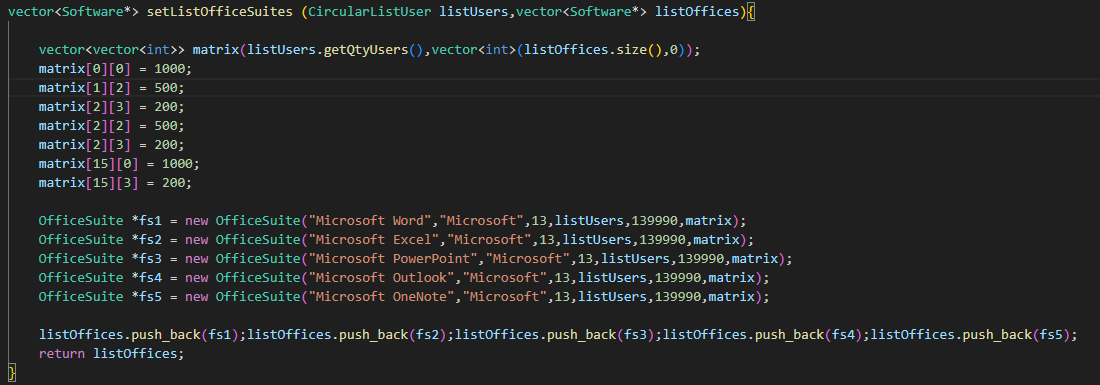 vector<Software*> setListOfficeSuites (CircularListUser listUsers,vector<Software*> listOffices){
vector<vector<int>> matrix(listUsers.getQtyUsers(),vector<int>(listOffices.size(),0));
matrix[0][0] = 1000;
matrix[1][2] = 500;
matrix[2][3] = 200;
matrix[2][2] = 500;
matrix[2][3] = 200;
matrix[15][0] = 1000;
matrix[15][3] = 200;
OfficeSuite *fs1 = new OfficeSuite("Microsoft Word","Microsoft",13,listUsers,139990,matrix);
OfficeSuite *fs2 = new OfficeSuite("Microsoft Excel","Microsoft",13,listUsers,139990,matrix);
OfficeSuite *fs3 = new OfficeSuite("Microsoft PowerPoint","Microsoft",13,listUsers,139990,matrix);
OfficeSuite *fs4 = new OfficeSuite("Microsoft Outlook","Microsoft",13,listUsers,139990,matrix);
OfficeSuite *fs5 = new OfficeSuite("Microsoft OneNote","Microsoft",13,listUsers,139990,matrix);
listOffices.push_back(fs1);listOffices.push_back(fs2);listOffices.push_back(fs3);listOffices.push_back(fs4);listOffices.push_back(fs5);
return listOffices;
}